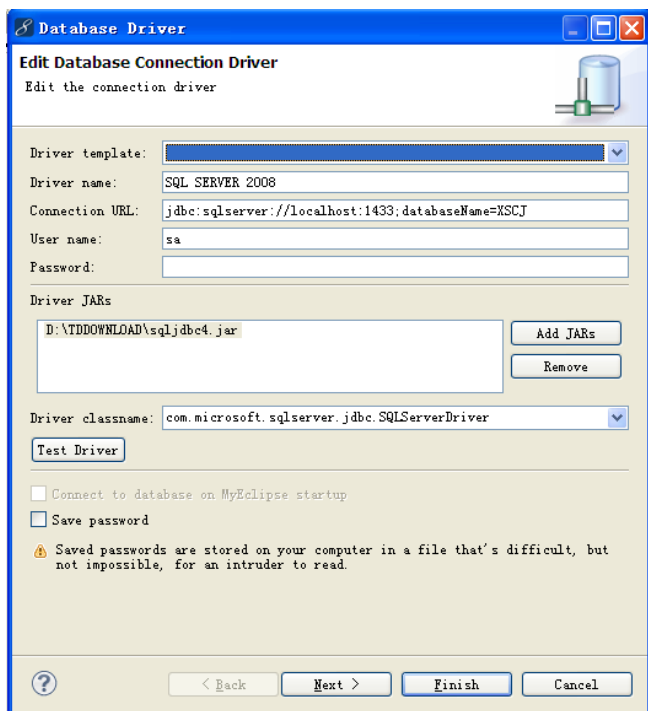 Database Driver
Edit Database Connection Driver
Edit the connection driver
Driver template:
Driver name: SQL SERVER 2008
Connection URL: jdbc:sqlserver://localhost:1433;databaseName=XSCJ
User name: sa
Password:
Driver JARs
D:\TDDOWNLOAD\sqljdbc4.jar
Add JARs
Remove
Driver classname: com.microsoft.sqlserver.jdbc.SQLServerDriver
Test Driver
Connect to database on MyEclipse startup
Save password
Saved passwords are stored on your computer in a file that's difficult, but
not impossible, for an intruder to read.
? < Back Next > Finish Cancel